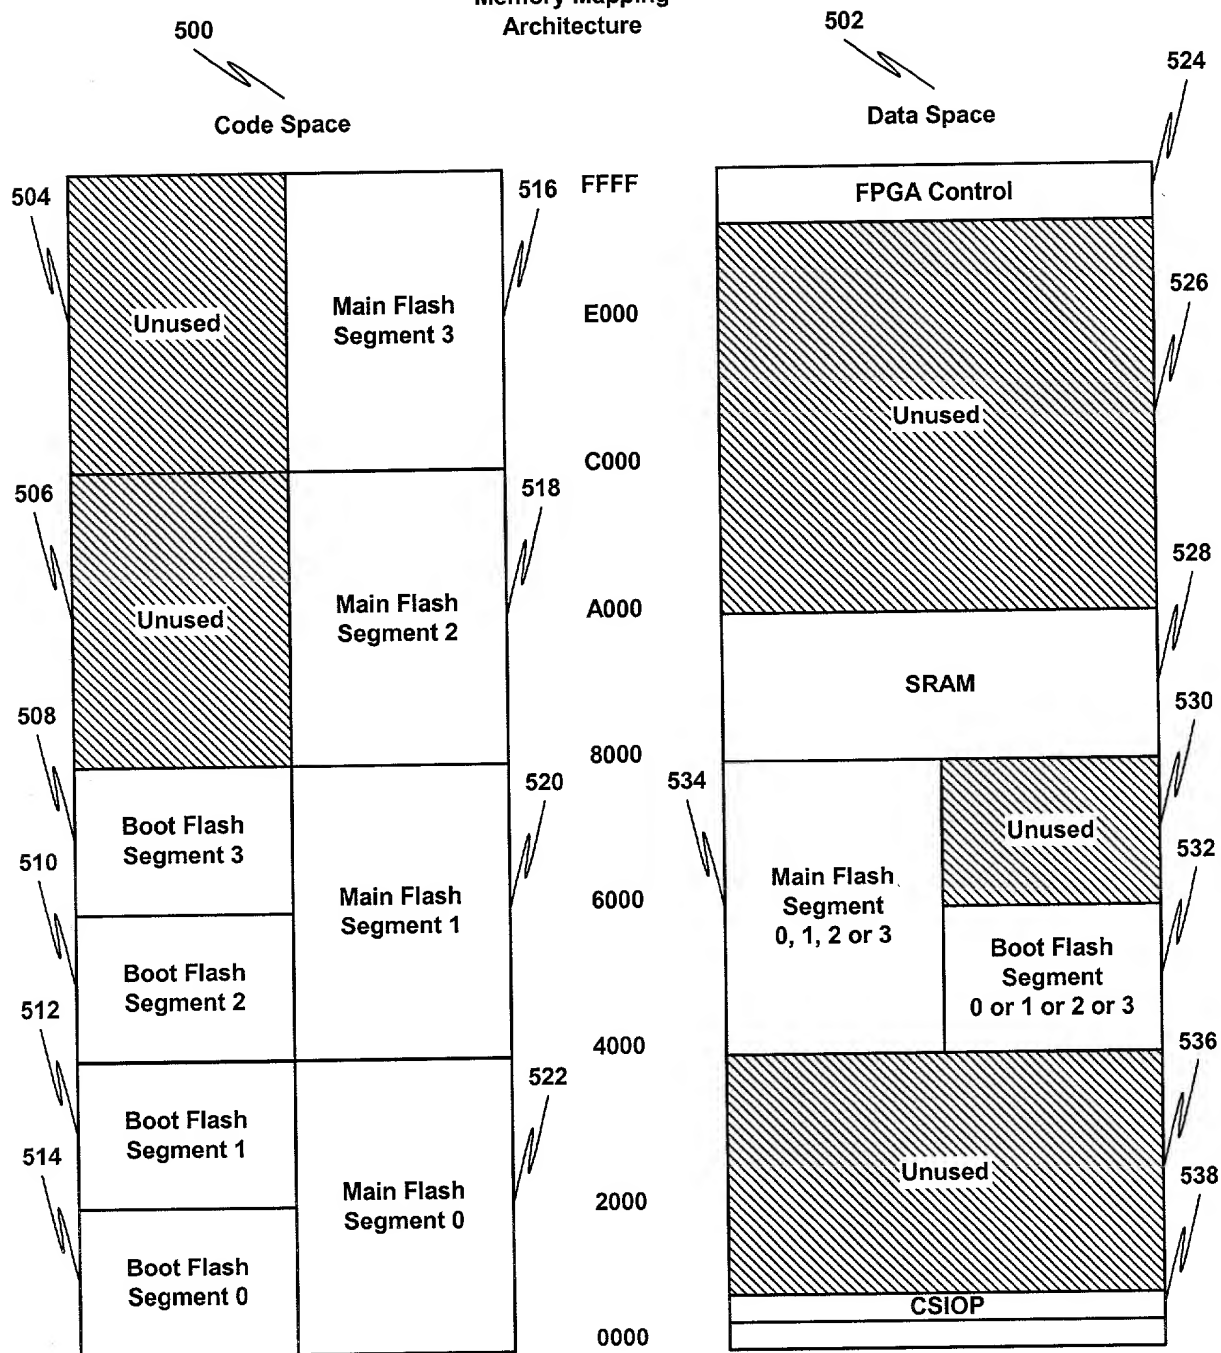 Memory Mapping
Architecture
500
502
524
Code Space
Data Space
504
516
FFFF
FPGA Control
526
Unused
Main Flash
Segment 3
E000
Unused
C000
506
518
528
Unused
Main Flash
Segment 2
A000
SRAM
508
530
8000
520
534
Boot Flash
Segment 3
Unused
510
532
Main Flash
Segment 1
6000
Main Flash
Segment
0, 1, 2 or 3
Boot Flash
Segment 2
Boot Flash
Segment
0 or 1 or 2 or 3
512
4000
536
522
Boot Flash
Segment 1
514
Unused
538
Main Flash
Segment 0
2000
Boot Flash
Segment 0
CSIOP
0000